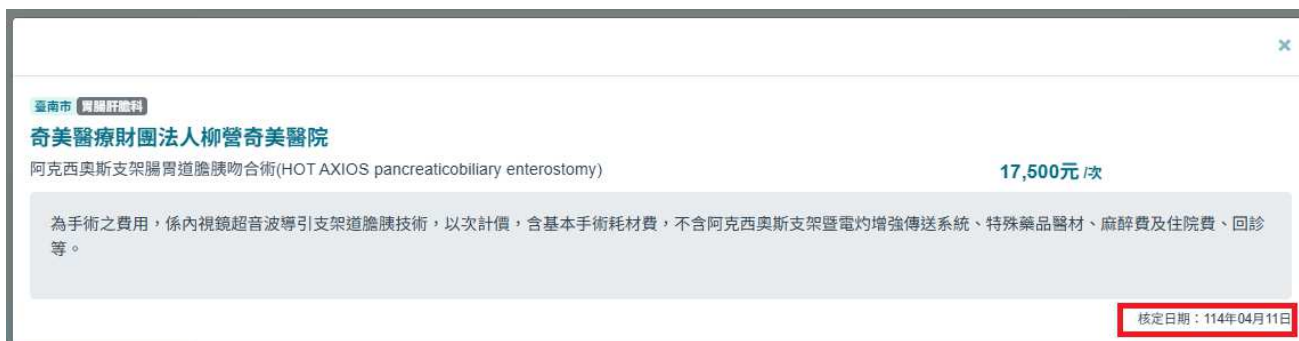 ×
臺南市 胃腸肝膽科
奇美醫療財團法人柳營奇美醫院
阿克西奧斯支架腸胃道膽胰吻合術(HOT AXIOS pancreaticobiliary enterostomy) 17,500元 /次
為手術之費用，係內視鏡超音波導引支架道膽胰技術，以次計價，含基本手術耗材費，不含阿克西奧斯支架暨電灼增強傳送系統、特殊藥品醫材、麻醉費及住院費、回診
等。
核定日期：114年04月11日